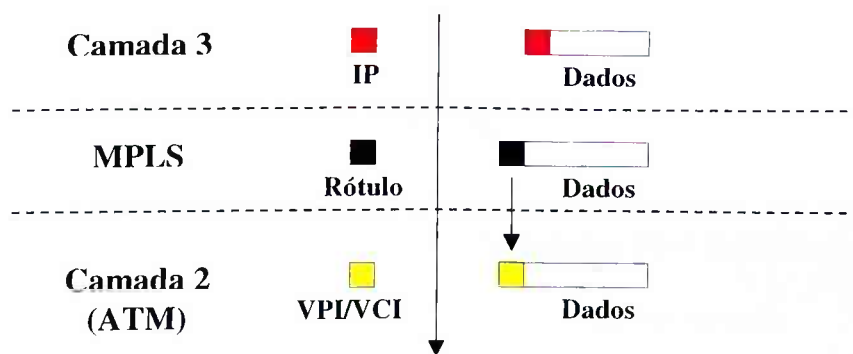 Camada 3
IP
Dados
MPLS
Rótulo
Dados
Camada 2
(ATM)
VPI/VCI
Dados